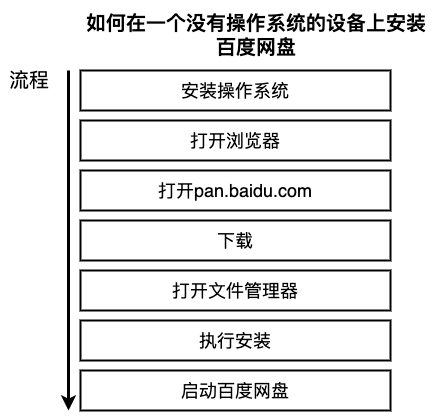 如何在一个没有操作系统的设备上安装
百度网盘
流程
安装操作系统
打开浏览器
打开pan.baidu.com
下载
打开文件管理器
执行安装
启动百度网盘